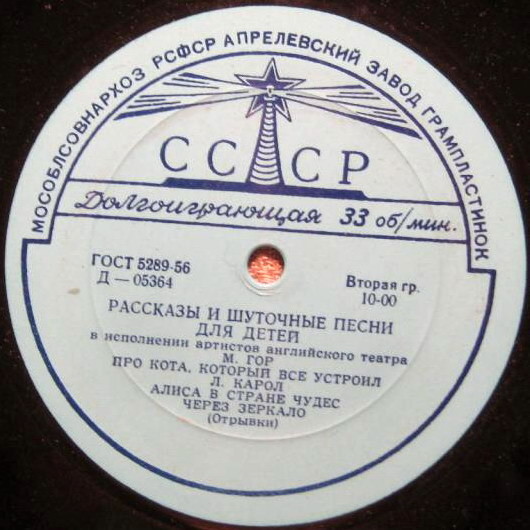 МОСОБЛСОВНАРХОЗ РСФСР АПРЕЛЕВСКИЙ ЗАВОД ГРАМПЛАСТИНОК
СССР
Долгоиграющая 33 об/мин.
ГОСТ 5289-56
Д — 05364
Вторая гр.
10-00
РАССКАЗЫ И ШУТОЧНЫЕ ПЕСНИ
ДЛЯ ДЕТЕЙ
в исполнении артистов английского театра
М. ГОР
ПРО КОТА, КОТОРЫЙ ВСЕ УСТРОИЛ
Л. КАРОЛ
АЛИСА В СТРАНЕ ЧУДЕС
ЧЕРЕЗ ЗЕРКАЛО
(Отрывки)